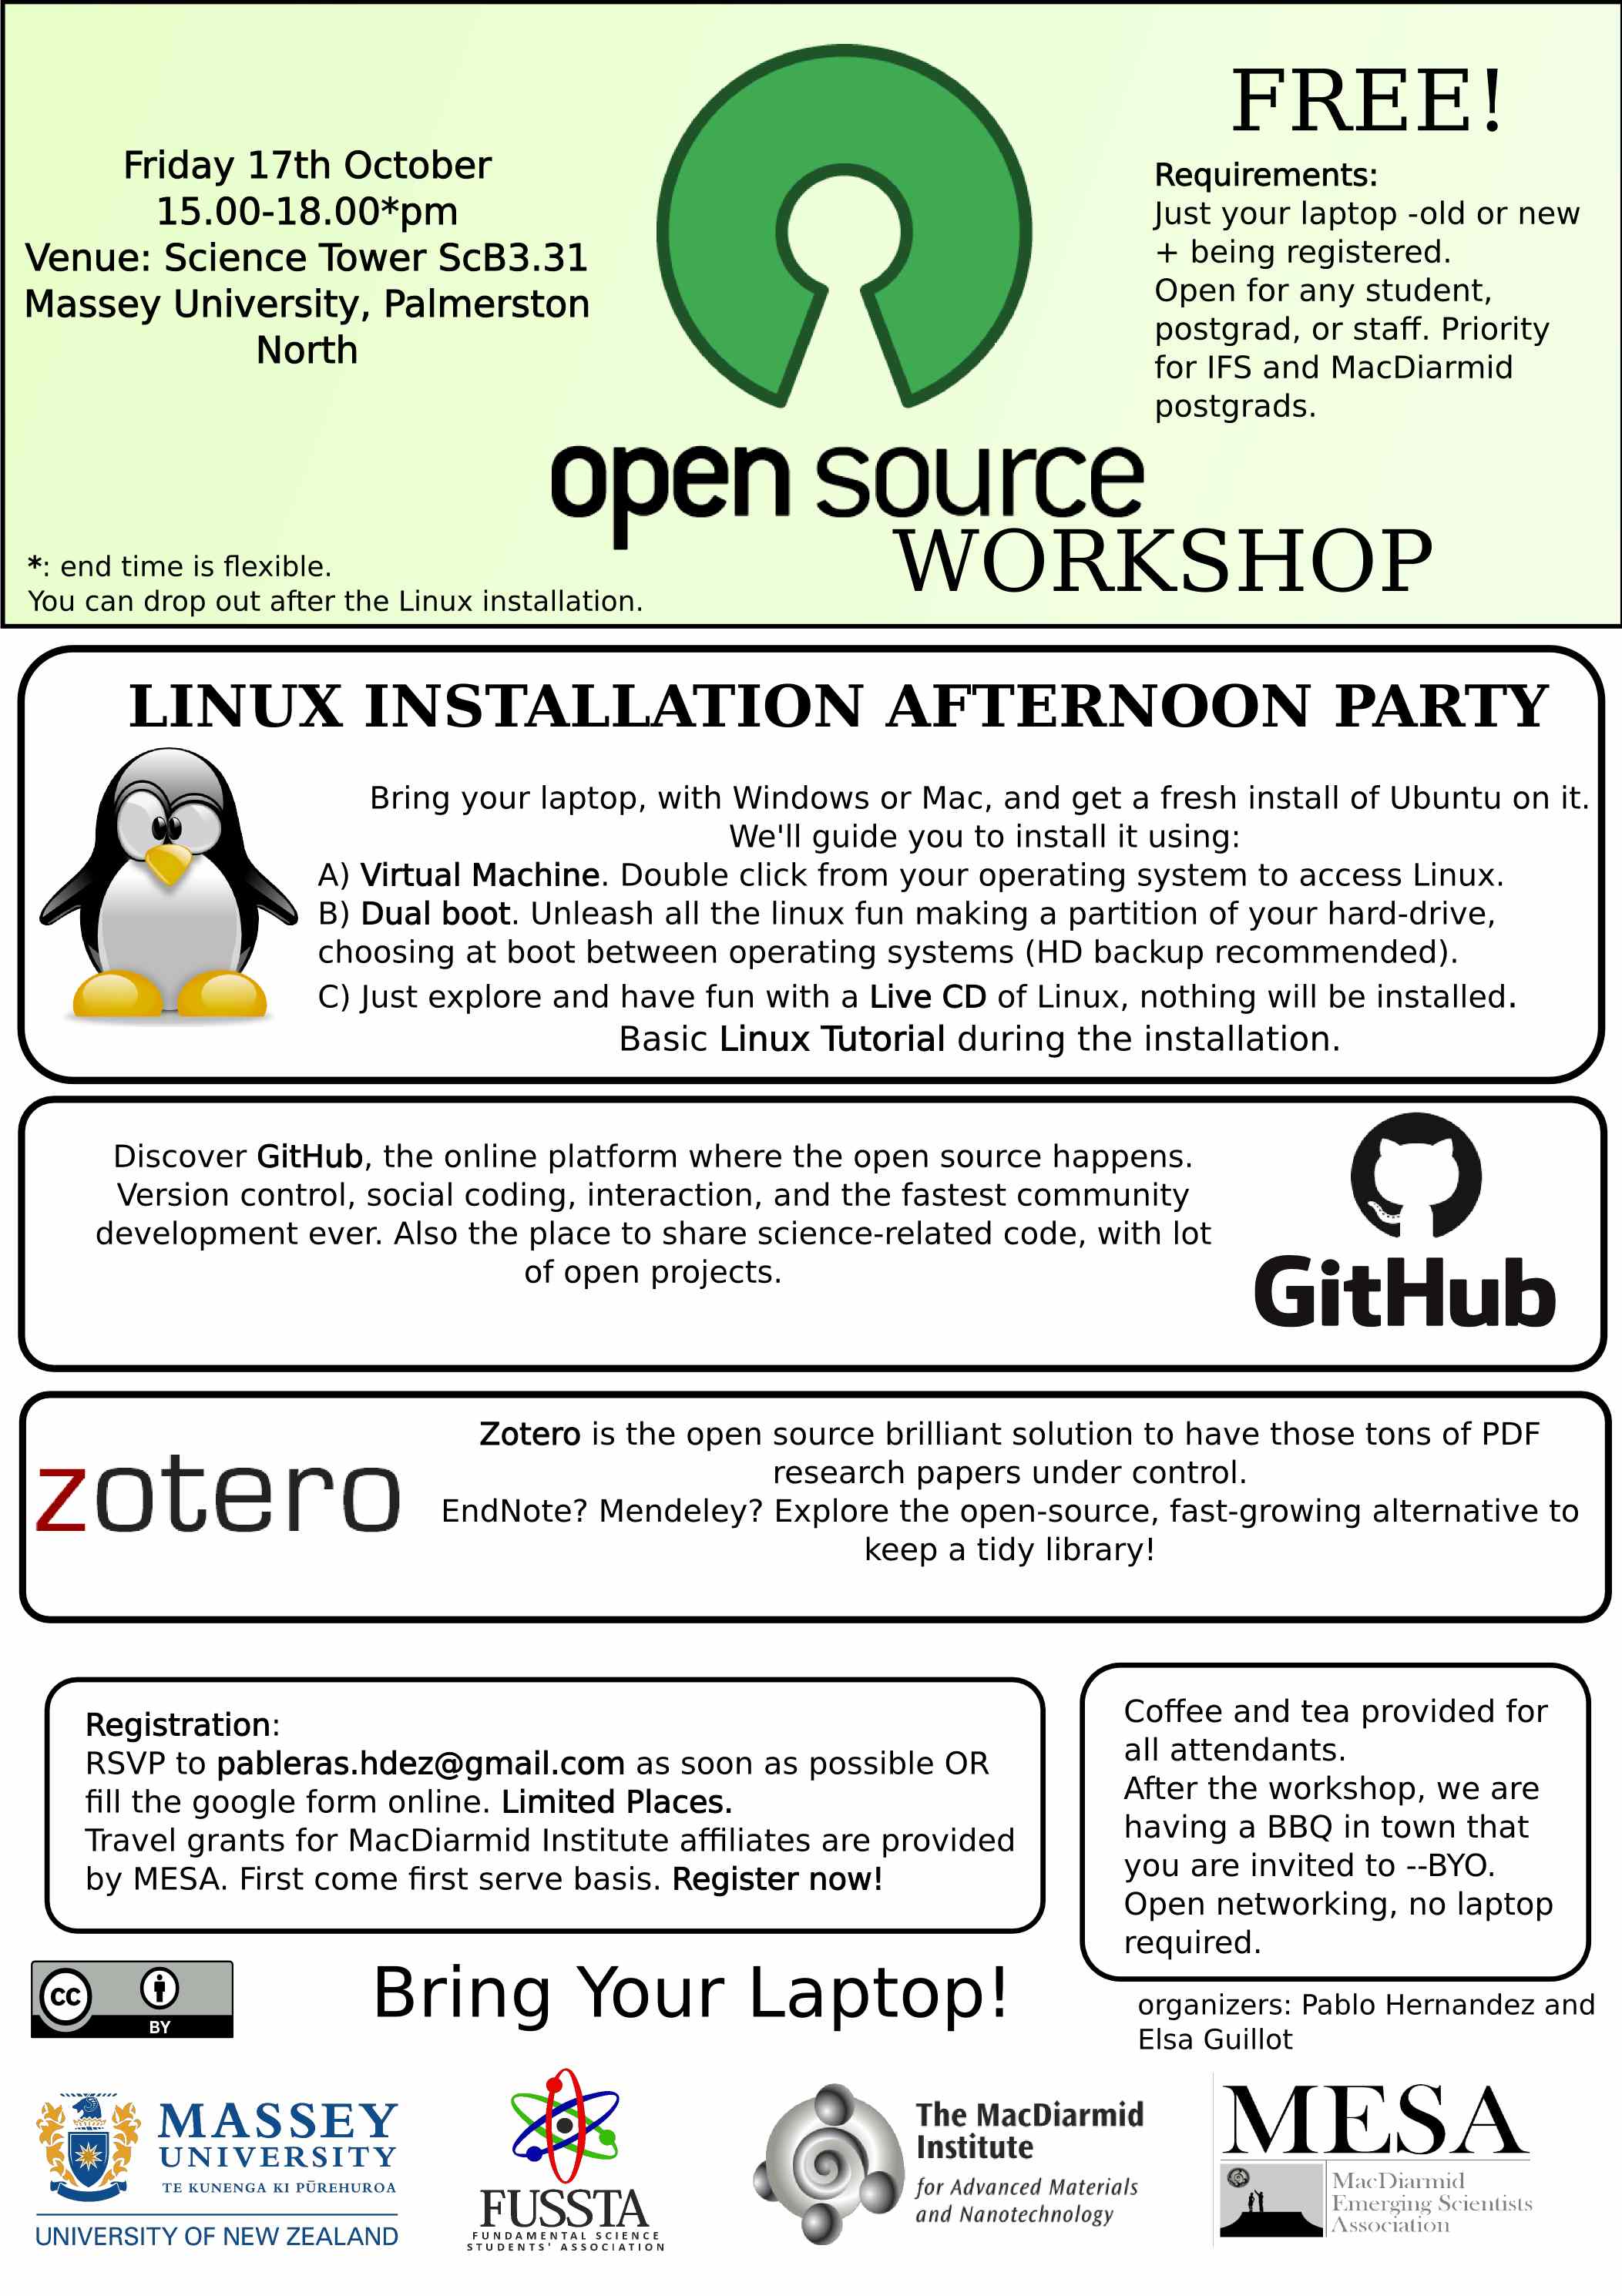 Friday 17th October
15.00-18.00*pm
Venue: Science Tower ScB3.31
Massey University, Palmerston
North
*: end time is flexible.
You can drop out after the Linux installation.
open source
WORKSHOP
FREE!
Requirements:
Just your laptop -old or new
+ being registered.
Open for any student,
postgrad, or staff. Priority
for IFS and MacDiarmid
postgrads.
LINUX INSTALLATION AFTERNOON PARTY
Bring your laptop, with Windows or Mac, and get a fresh install of Ubuntu on it.
We'll guide you to install it using:
A) Virtual Machine. Double click from your operating system to access Linux.
B) Dual boot. Unleash all the linux fun making a partition of your hard-drive,
choosing at boot between operating systems (HD backup recommended).
C) Just explore and have fun with a Live CD of Linux, nothing will be installed.
Basic Linux Tutorial during the installation.
Discover GitHub, the online platform where the open source happens.
Version control, social coding, interaction, and the fastest community
development ever. Also the place to share science-related code, with lot
of open projects.
GitHub
zotero
Zotero is the open source brilliant solution to have those tons of PDF
research papers under control.
EndNote? Mendeley? Explore the open-source, fast-growing alternative to
keep a tidy library!
Registration:
RSVP to pableras.hdez@gmail.com as soon as possible OR
fill the google form online. Limited Places.
Travel grants for MacDiarmid Institute affiliates are provided
by MESA. First come first serve basis. Register now!
Coffee and tea provided for
all attendants.
After the workshop, we are
having a BBQ in town that
you are invited to --BYO.
Open networking, no laptop
required.
cc
BY
Bring Your Laptop!
organizers: Pablo Hernandez and
Elsa Guillot
MASSEY
UNIVERSITY
TE KUNENGA KI PŪREHUROA
UNIVERSITY OF NEW ZEALAND
FUSSTA
FUNDAMENTAL SCIENCE
STUDENTS' ASSOCIATION
The MacDiarmid
Institute
for Advanced Materials
and Nanotechnology
MESA
MacDiarmid
Emerging Scientists
Association